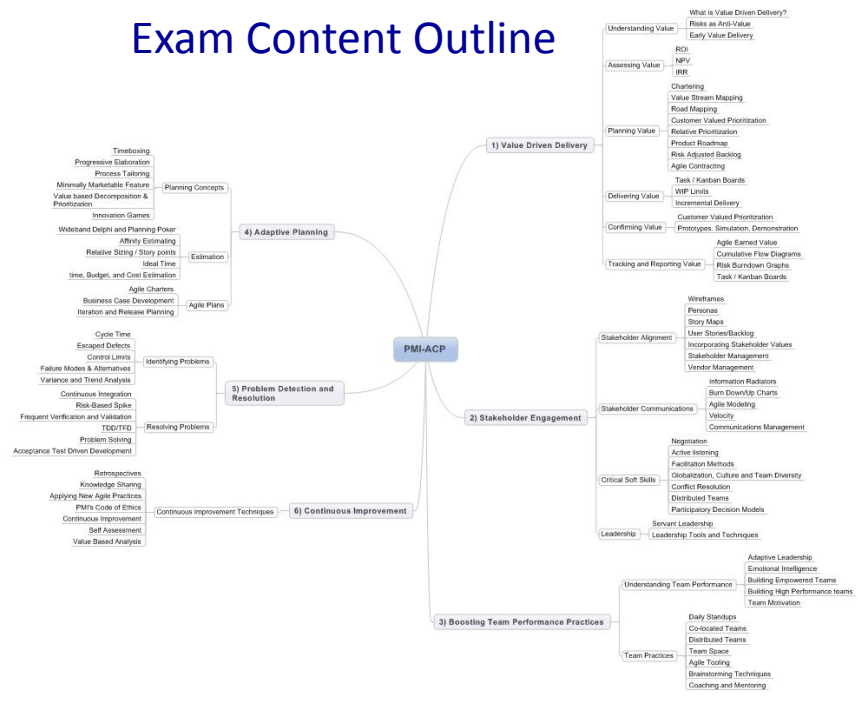 Exam Content Outline
PMI-ACP
1) Value Driven Delivery
Understanding Value
What is Value Driven Delivery?
Risks as Anti-Value
Early Value Delivery
Assessing Value
ROI
NPV
IRR
Planning Value
Chartering
Value Stream Mapping
Road Mapping
Customer Valued Prioritization
Relative Prioritization
Product Roadmap
Risk Adjusted Backlog
Agile Contracting
Delivering Value
Task / Kanban Boards
WIP Limits
Incremental Delivery
Confirming Value
Customer Valued Prioritization
Prototypes. Simulation, Demonstration
Tracking and Reporting Value
Agile Earned Value
Cumulative Flow Diagrams
Risk Burndown Graphs
Task / Kanban Boards
2) Stakeholder Engagement
Stakeholder Alignment
Wireframes
Personas
Story Maps
User Stories/Backlog
Incorporating Stakeholder Values
Stakeholder Management
Vendor Management
Stakeholder Communications
Information Radiators
Burn Down/Up Charts
Agile Modeling
Velocity
Communications Management
Critical Soft Skills
Negotiation
Active listening
Facilitation Methods
Globalization, Culture and Team Diversity
Conflict Resolution
Distributed Teams
Participatory Decision Models
Leadership
Servant Leadership
Leadership Tools and Techniques
3) Boosting Team Performance Practices
Understanding Team Performance
Adaptive Leadership
Emotional Intelligence
Building Empowered Teams
Building High Performance teams
Team Motivation
Team Practices
Daily Standups
Co-located Teams
Distributed Teams
Team Space
Agile Tooling
Brainstorming Techniques
Coaching and Mentoring
4) Adaptive Planning
Planning Concepts
Timeboxing
Progressive Elaboration
Process Tailoring
Minimally Marketable Feature
Value based Decomposition &
Prioritization
Innovation Games
Estimation
Wideband Delphi and Planning Poker
Affinity Estimating
Relative Sizing / Story points
Ideal Time
time, Budget, and Cost Estimation
Agile Plans
Agile Charters
Business Case Development
Iteration and Release Planning
5) Problem Detection and
Resolution
Identifying Problems
Cycle Time
Escaped Defects
Control Limits
Failure Modes & Alternatives
Variance and Trend Analysis
Resolving Problems
Continuous Integration
Risk-Based Spike
Frequent Verification and Validation
TDD/TFD
Problem Solving
Acceptance Test Driven Development
6) Continuous Improvement
Continuous Improvement Techniques
Retrospectives
Knowledge Sharing
Applying New Agile Practices
PMI's Code of Ethics
Continuous Improvement
Self Assessment
Value Based Analysis